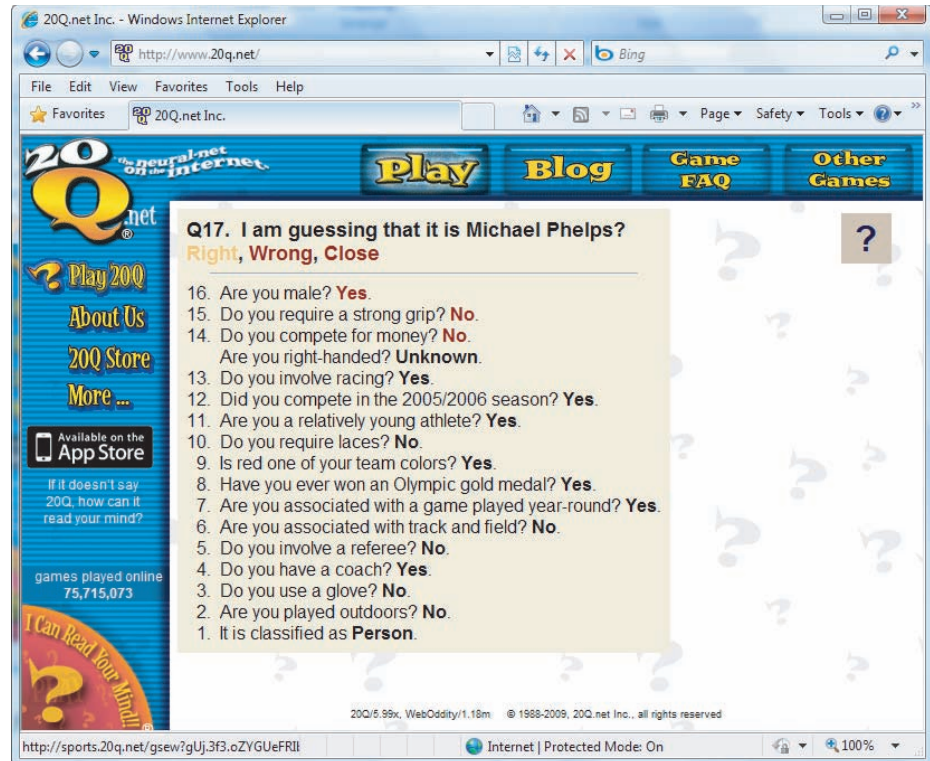 20Q.net Inc. - Windows Internet Explorer
http://www.20q.net/
Bing
File Edit View Favorites Tools Help
Favorites 20Q.net Inc. Page Safety Tools
20Q.net® the neural-net on the internet.
Play Blog Game FAQ Other Games
Play 20Q
About Us
20Q Store
More ...
Available on the
App Store
If it doesn't say
20Q, how can it
read your mind?
games played online
75,715,073
I Can Read Your Mind!!®
Q17. I am guessing that it is Michael Phelps?
Right, Wrong, Close
?
16. Are you male? Yes.
15. Do you require a strong grip? No.
14. Do you compete for money? No.
Are you right-handed? Unknown.
13. Do you involve racing? Yes.
12. Did you compete in the 2005/2006 season? Yes.
11. Are you a relatively young athlete? Yes.
10. Do you require laces? No.
9. Is red one of your team colors? Yes.
8. Have you ever won an Olympic gold medal? Yes.
7. Are you associated with a game played year-round? Yes.
6. Are you associated with track and field? No.
5. Do you involve a referee? No.
4. Do you have a coach? Yes.
3. Do you use a glove? No.
2. Are you played outdoors? No.
1. It is classified as Person.
20Q/5.99x, WebOddity/1.18m © 1988-2009, 20Q.net Inc., all rights reserved
Internet | Protected Mode: On 100%